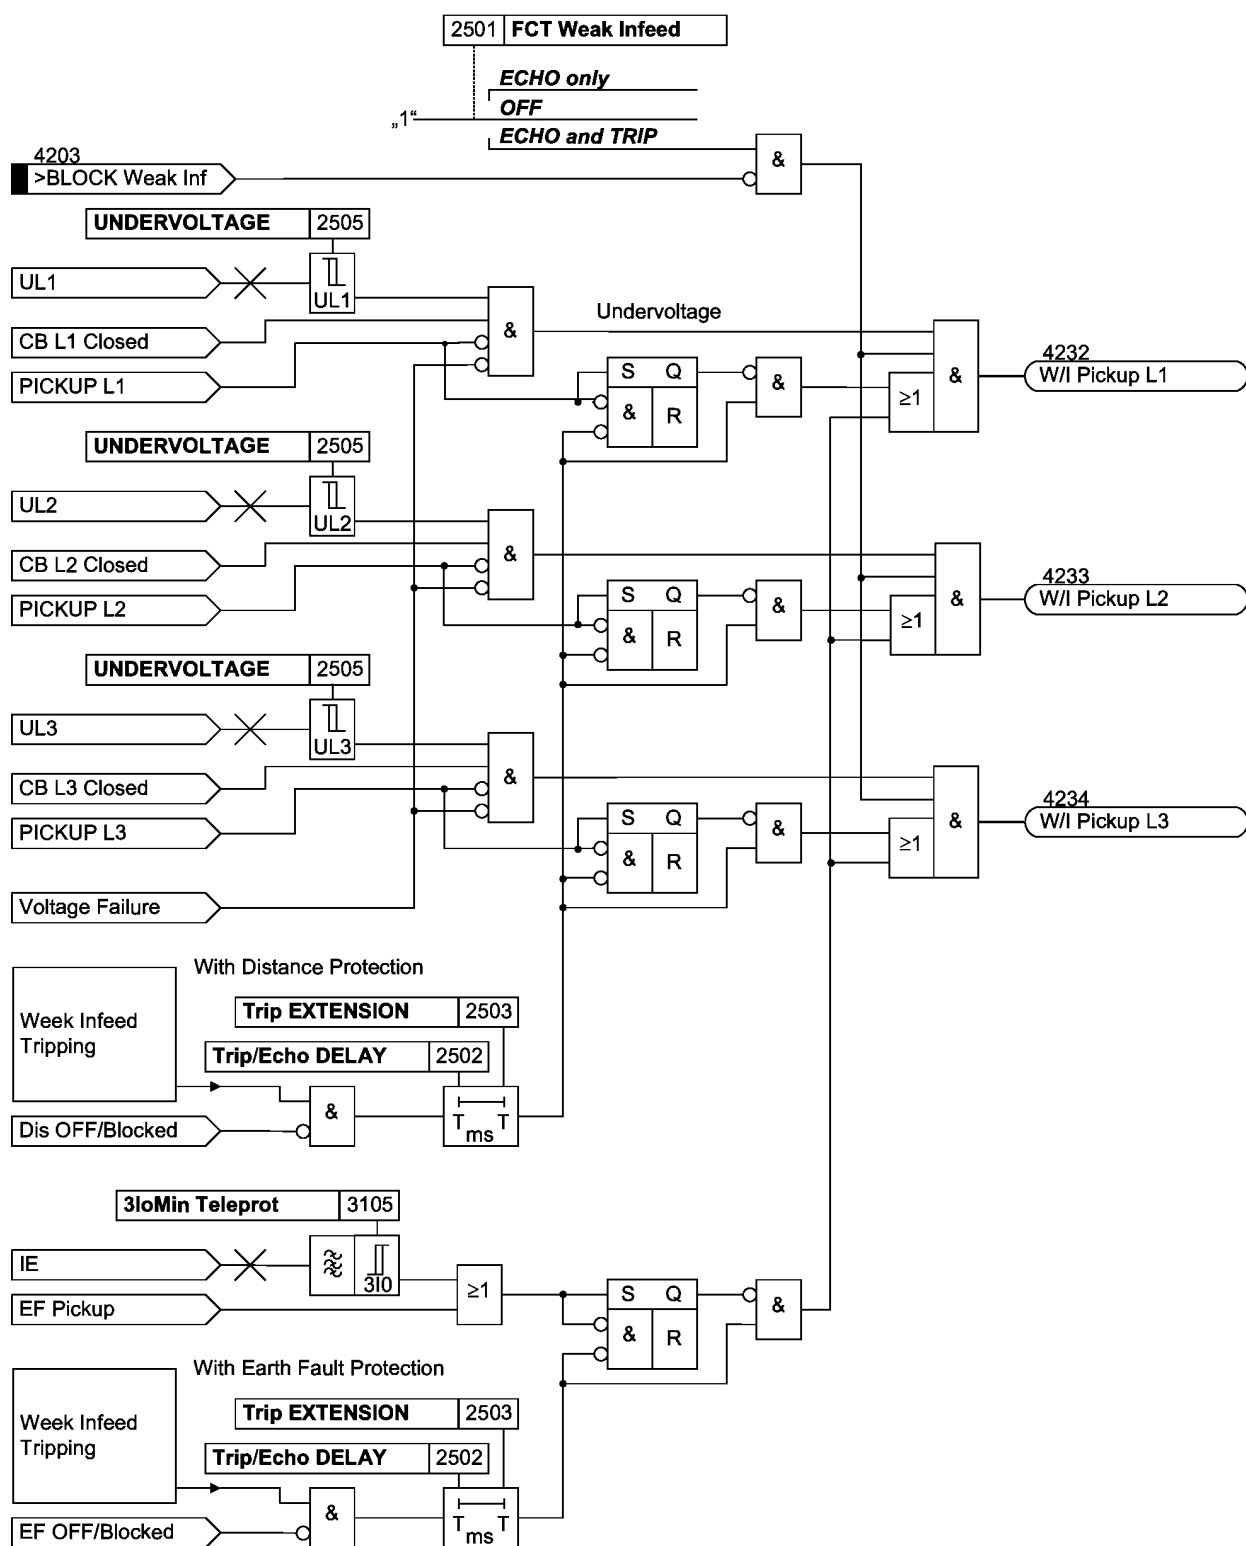 2501 FCT Weak Infeed
ECHO only
OFF
„1“
ECHO and TRIP
&
4203
>BLOCK Weak Inf
UNDERVOLTAGE 2505
UL1
UL1
&
Undervoltage
CB L1 Closed
PICKUP L1
S Q
& R
&
≥1
&
4232
W/I Pickup L1
UNDERVOLTAGE 2505
UL2
UL2
&
CB L2 Closed
PICKUP L2
S Q
& R
&
≥1
&
4233
W/I Pickup L2
UNDERVOLTAGE 2505
UL3
UL3
&
CB L3 Closed
PICKUP L3
S Q
& R
&
≥1
&
4234
W/I Pickup L3
Voltage Failure
With Distance Protection
Week Infeed
Tripping
Trip EXTENSION 2503
Trip/Echo DELAY 2502
&
T ms T
Dis OFF/Blocked
3IoMin Teleprot 3105
IE
3I0
≥1
EF Pickup
S Q
& R
&
With Earth Fault Protection
Week Infeed
Tripping
Trip EXTENSION 2503
Trip/Echo DELAY 2502
&
T ms T
EF OFF/Blocked